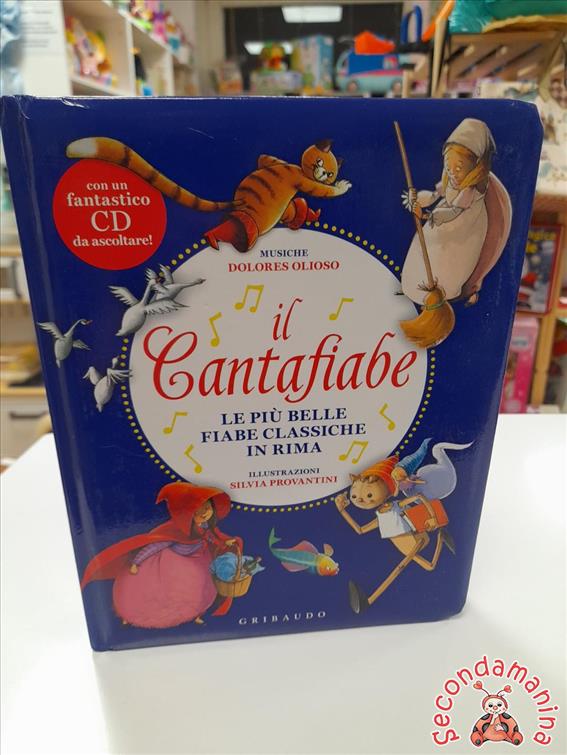 con un
fantastico
CD
da ascoltare!
MUSICHE
DOLORES OLIOSO
il
Cantafiabe
LE PIÙ BELLE
FIABE CLASSICHE
IN RIMA
ILLUSTRAZIONI
SILVIA PROVANTINI
GRIBAUDO
Secondamanina